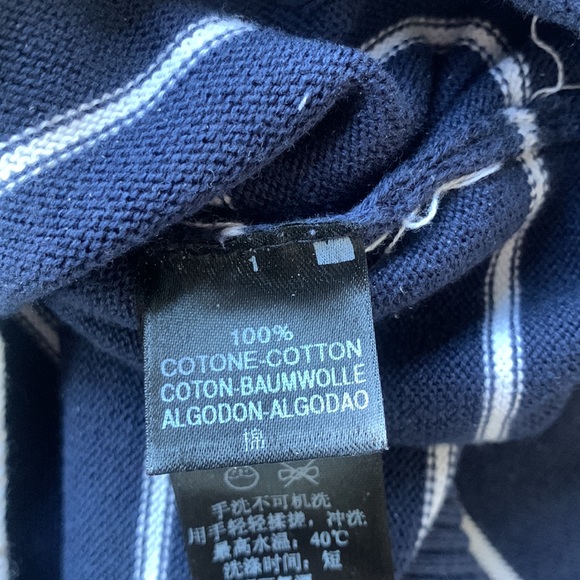 1
100%
COTONE-COTTON
COTON-BAUMWOLLE
ALGODON-ALGODAO
棉
手洗不可机洗
用手轻轻揉搓，冲洗
最高水温：40℃
洗涤时间：短